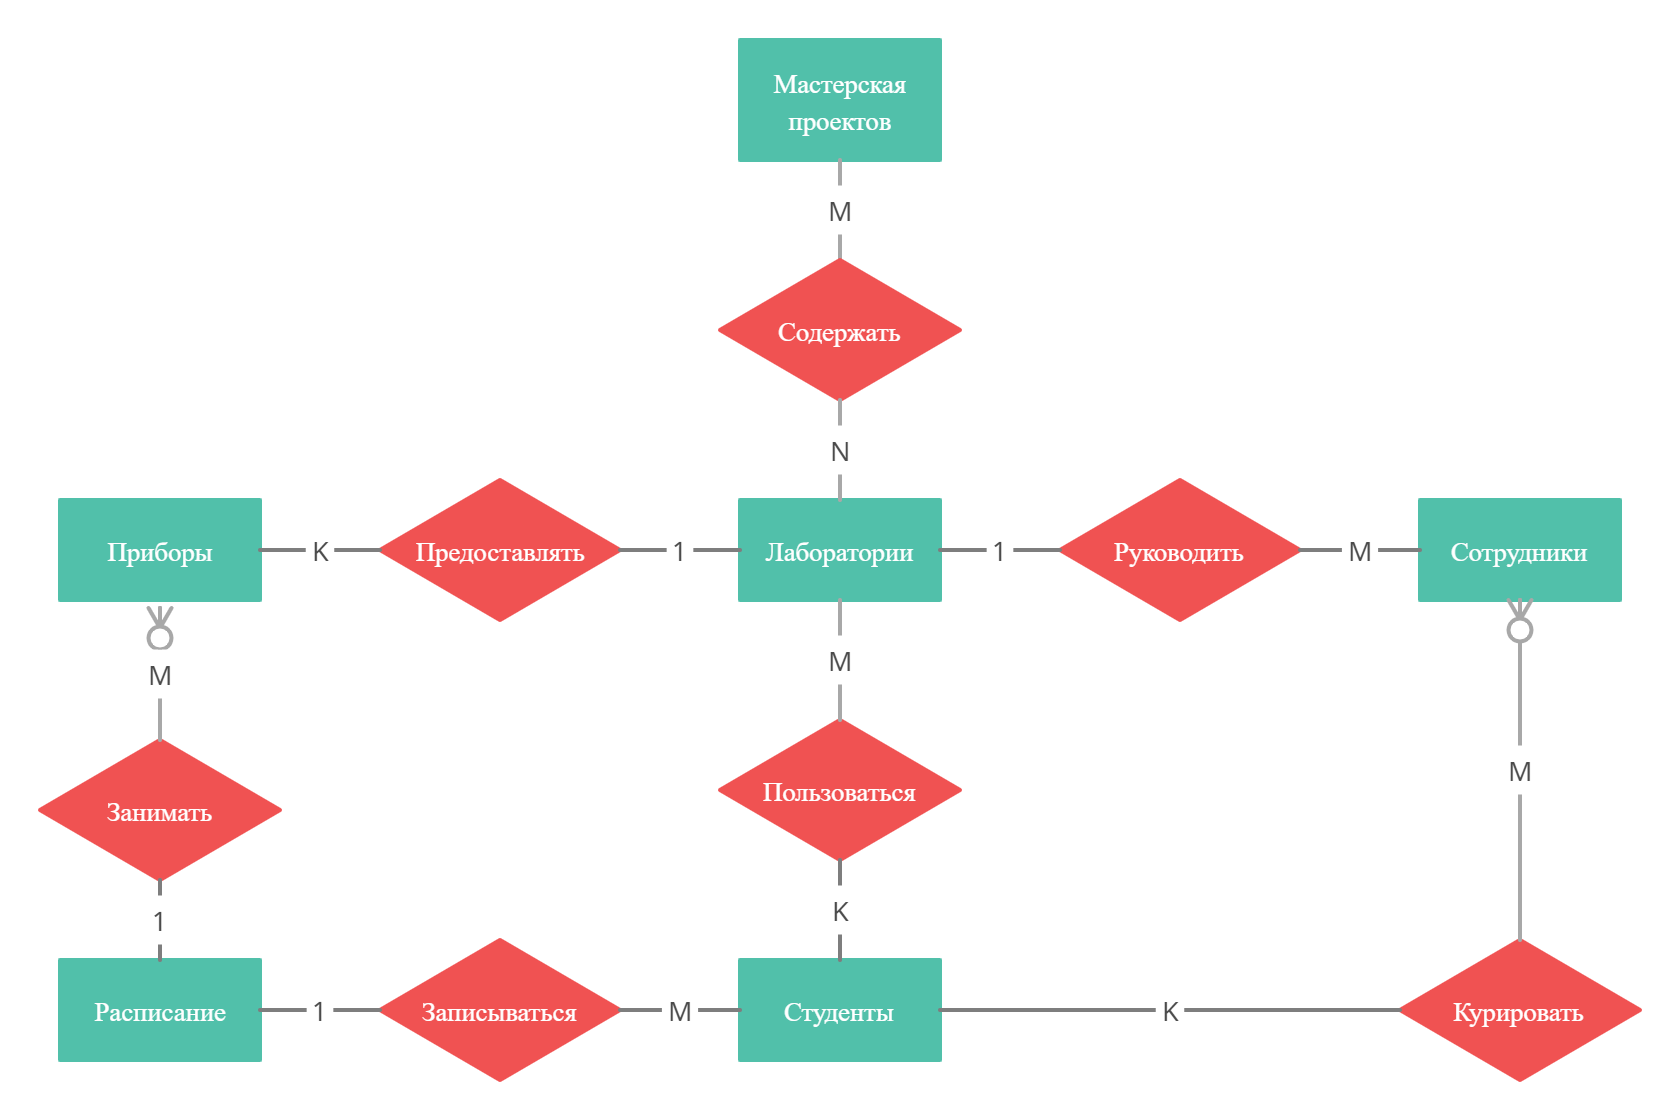 Мастерская
проектов
M
Содержать
N
Приборы
K
Предоставлять
1
Лаборатории
1
Руководить
M
Сотрудники
M
M
M
Занимать
Пользоваться
1
K
Расписание
1
Записываться
M
Студенты
K
Курировать